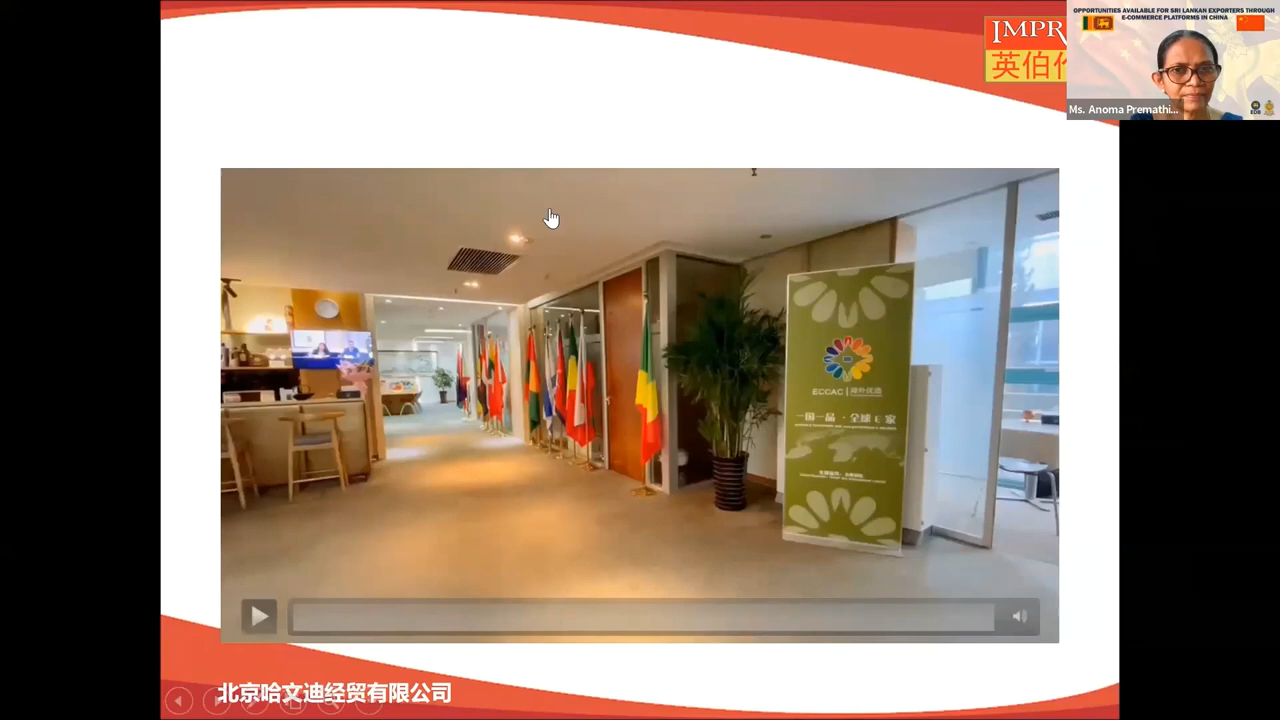 IMPR
英伯
OPPORTUNITIES AVAILABLE FOR SRI LANKAN EXPORTERS THROUGH
E-COMMERCE PLATFORMS IN CHINA
Ms. Anoma Premathi...
EDB
ECCAC
一国一品 · 全球 E 家
北京哈文迪经贸有限公司